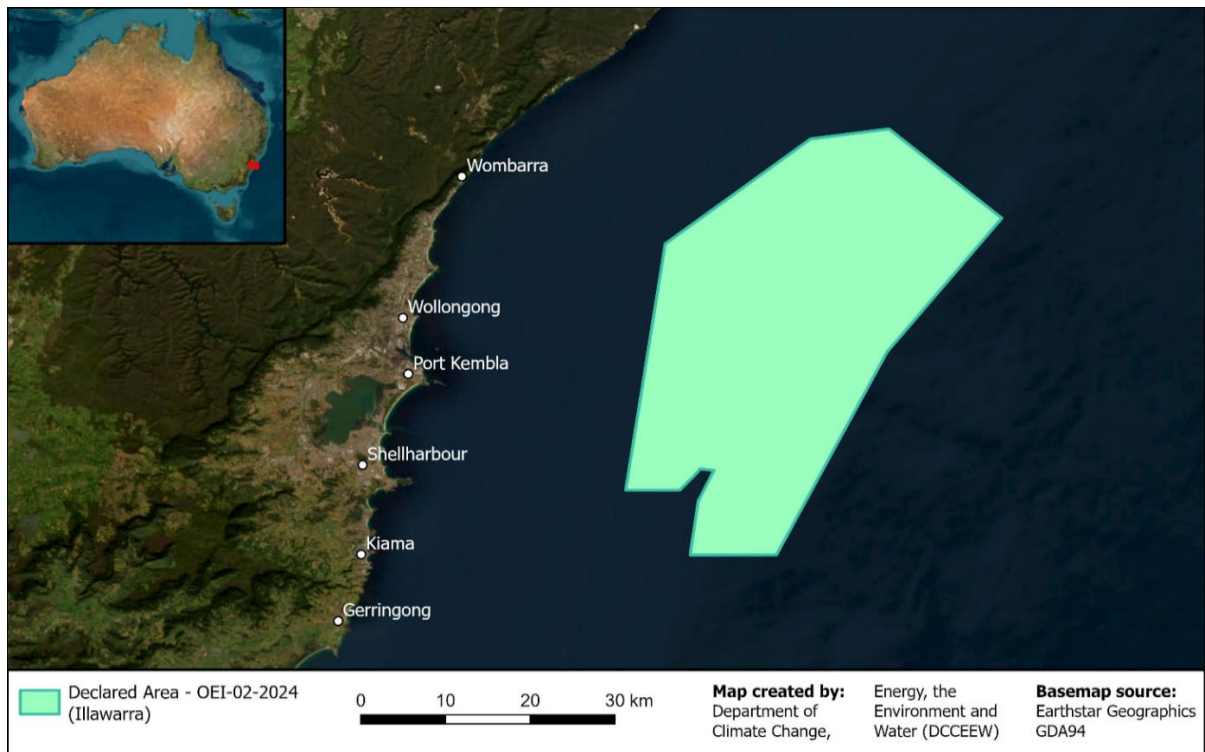 Wombarra
Wollongong
Port Kembla
Shellharbour
Kiama
Gerringong
Declared Area - OEI-02-2024
(Illawarra)
0 10 20 30 km
Map created by:
Department of
Climate Change,
Energy, the
Environment and
Water (DCCEEW)
Basemap source:
Earthstar Geographics
GDA94